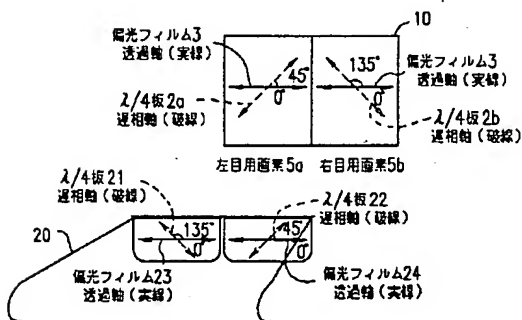 10
偏光フィルム3
透過軸(実線)
45°
0°
λ/4板2a
遅相軸(破線)
135°
0°
偏光フィルム3
透過軸(実線)
λ/4板2b
遅相軸(破線)
左目用画素5a
右目用画素5b
20
λ/4板21
遅相軸(破線)
135°
0°
偏光フィルム23
透過軸(実線)
λ/4板22
遅相軸(破線)
45°
0°
偏光フィルム24
透過軸(実線)